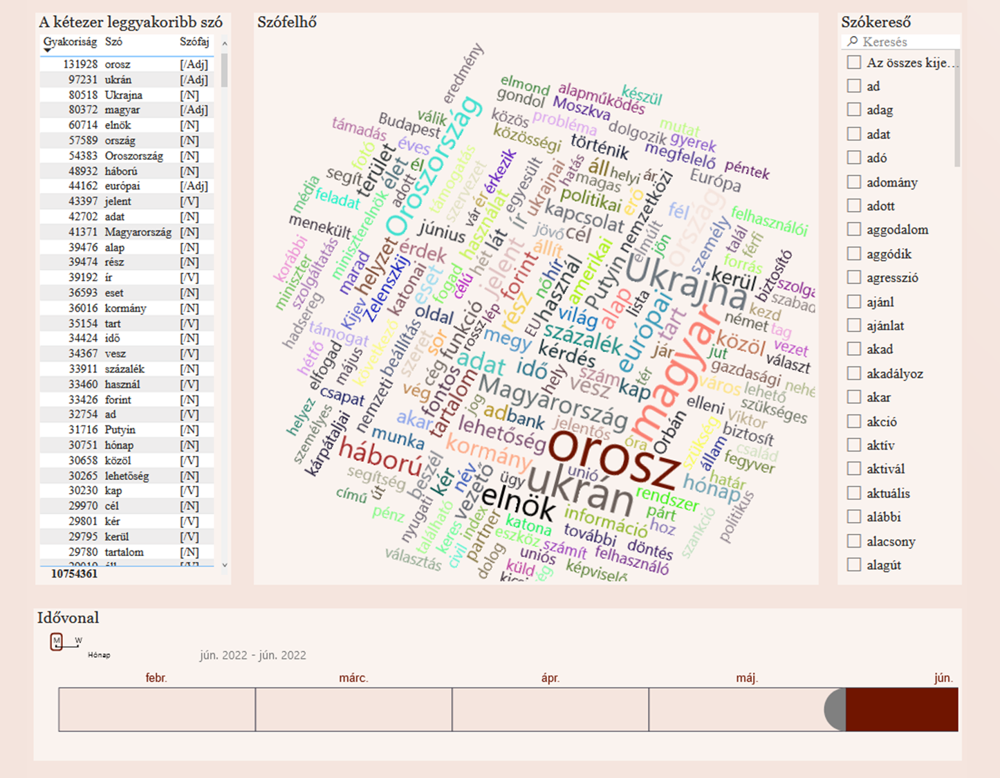 A kétezer leggyakoribb szó
Gyakoriság Szó Szófaj
131928 orosz [/Adj]
97231 ukrán [/Adj]
80518 Ukrajna [/N]
80372 magyar [/Adj]
60714 elnök [/N]
57589 ország [/N]
54383 Oroszország [/N]
48932 háború [/N]
44162 európai [/Adj]
43397 jelent [/V]
42702 adat [/N]
41371 Magyarország [/N]
39476 alap [/N]
39474 rész [/N]
39192 ír [/V]
36593 eset [/N]
36016 kormány [/N]
35154 tart [/V]
34424 idő [/N]
34367 vesz [/V]
33911 százalék [/N]
33460 használ [/V]
33426 forint [/N]
32754 ad [/V]
31716 Putyin [/N]
30751 hónap [/N]
30658 közöl [/V]
30265 lehetőség [/N]
30230 kap [/V]
29970 cél [/N]
29801 kér [/V]
29795 kerül [/V]
29780 tartalom [/N]
10754361
Szófelhő
eredmény
elmond
alapműködés
készül
gondol
Moszkva
válik
közös
probléma
dolgozik
mutat
Budapest
támadás
közösségi
gyerek
megfelelő
éves
Oroszország
történik
péntek
fotó
terület
élet
él
támogatás
szervezet
érkezik
egyesült
ukrajnai
hatás
áll
helyi
ár
Európa
segít
adott
magas
nemzetközi
média
feladat
miniszterelnök
vár
ér
használat
politikai
erő
fél
ország
felhasználói
menekült
június
lát
ír
kapcsolat
jövő
cél
elmúlt
jön
személy
talál
férfi
korábbi
miniszter
szolgáltatás
marad
helyzet
érdek
het
jelent
állít
amerikai
Putyin
Ukrajna
forrás
kerül
biztosító
hadsereg
Kijev
Zelenszkij
katonai
eset
fogad
célú
forint
nő
hír
használ
alap
lista
európai
szabad
kezd
oldal
lép
rész
világ
tart
német
tag
támogat
következő
beállítás
szeret
sor
funkció
rossz
EU
megy
százalék
magyar
közöl
vezet
hétfő
elfogad
május
cég
adat
idő
kérdés
jár
jut
választ
csapat
nemzeti
vég
fontos
tartalom
hely
szám
vesz
kap
tér
gazdasági
város
lehető
helyez
személyes
kárpátaljai
akar
jog
Magyarország
elleni
szükséges
munka
ad
bank
jelentős
óra
Orbán
szükség
Viktor
biztosít
háború
lehetőség
kormány
orosz
állam
család
fegyver
segítség
beszél
kér
név
vezető
ügy
unió
ukrán
hónap
határ
című
út
nyugati
elnök
rendszer
párt
politikus
pénz
található
keres
index
partner
katona
információ
hoz
szankció
eszköz
további
döntés
választás
civil
dolog
számít
felhasználó
uniós
küld
képviselő
Szókereső
Keresés
Az összes kije...
ad
adag
adat
adó
adomány
adott
aggodalom
aggódik
agresszió
ajánl
ajánlat
akad
akadályoz
akar
akció
aktív
aktivál
aktuális
alábbi
alacsony
alagút
Idővonal
M W
Hónap
jún. 2022 - jún. 2022
febr. márc. ápr. máj. jún.